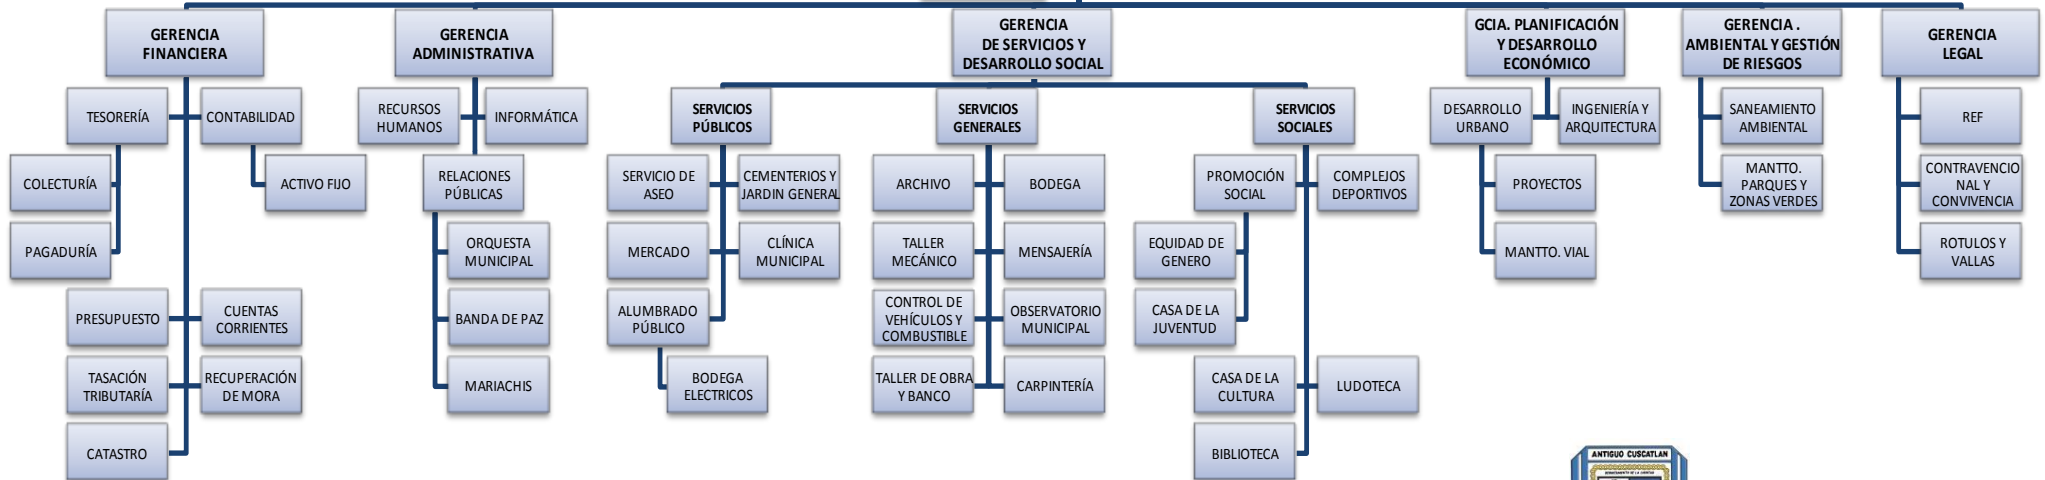 GERENCIA
FINANCIERA
GERENCIA
ADMINISTRATIVA
GERENCIA
DE SERVICIOS Y
DESARROLLO SOCIAL
GCIA. PLANIFICACIÓN
Y DESARROLLO
ECONÓMICO
GERENCIA .
AMBIENTAL Y GESTIÓN
DE RIESGOS
GERENCIA
LEGAL
TESORERÍA
CONTABILIDAD
COLECTURÍA
ACTIVO FIJO
PAGADURÍA
PRESUPUESTO
CUENTAS
CORRIENTES
TASACIÓN
TRIBUTARÍA
RECUPERACIÓN
DE MORA
CATASTRO
RECURSOS
HUMANOS
INFORMÁTICA
RELACIONES
PÚBLICAS
ORQUESTA
MUNICIPAL
BANDA DE PAZ
MARIACHIS
SERVICIOS
PÚBLICOS
SERVICIO DE
ASEO
CEMENTERIOS Y
JARDIN GENERAL
MERCADO
CLÍNICA
MUNICIPAL
ALUMBRADO
PÚBLICO
BODEGA
ELECTRICOS
SERVICIOS
GENERALES
ARCHIVO
BODEGA
TALLER
MECÁNICO
MENSAJERÍA
CONTROL DE
VEHÍCULOS Y
COMBUSTIBLE
OBSERVATORIO
MUNICIPAL
TALLER DE OBRA
Y BANCO
CARPINTERÍA
SERVICIOS
SOCIALES
PROMOCIÓN
SOCIAL
COMPLEJOS
DEPORTIVOS
EQUIDAD DE
GENERO
CASA DE LA
JUVENTUD
CASA DE LA
CULTURA
LUDOTECA
BIBLIOTECA
DESARROLLO
URBANO
INGENIERÍA Y
ARQUITECTURA
PROYECTOS
MANTTO. VIAL
SANEAMIENTO
AMBIENTAL
MANTTO.
PARQUES Y
ZONAS VERDES
REF
CONTRAVENCIO
NAL Y
CONVIVENCIA
ROTULOS Y
VALLAS
ANTIGUO CUSCATLAN
DEPARTAMENTO DE LA LIBERTAD